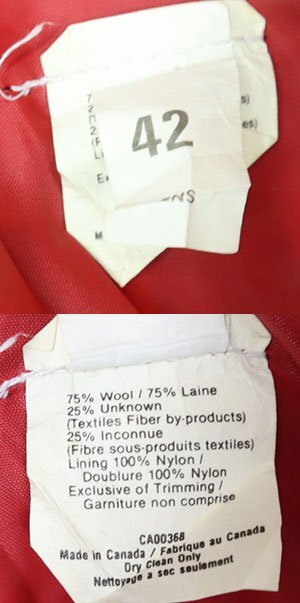 42
75% Wool / 75% Laine
25% Unknown
(Textiles Fiber by-products)
25% Inconnue
(Fibre sous-produits textiles)
Lining 100% Nylon /
Doublure 100% Nylon
Exclusive of Trimming /
Garniture non comprise
CA00368
Made in Canada / Fabrique au Canada
Dry Clean Only
Nettoyage a sec seulement